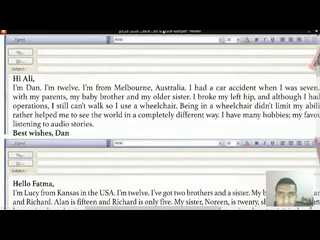 Hi Ali,
I'm Dan. I'm twelve. I'm from Melbourne, Australia. I had a car accident when I was seven.
with my parents, my baby brother and my older sister. I broke my left hip, and although I had
operations, I still can't walk so I use a wheelchair. Being in a wheelchair didn't limit my abili
rather helped me to see the world in a completely different way. I have many hobbies; my favou
listening to audio stories.
Best wishes, Dan
Hello Fatma,
I'm Lucy from Kansas in the USA. I'm twelve. I've got two brothers and a sister. My b
and Richard. Alan is fifteen and Richard is only five. My sister, Noreen, is twenty, sh